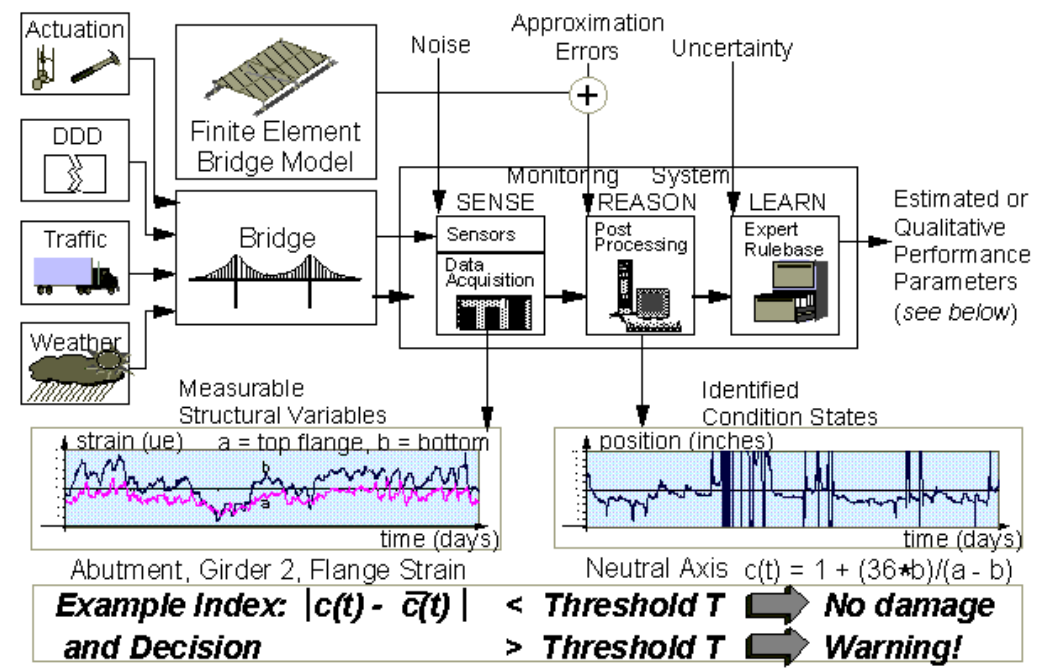 Actuation
DDD
Traffic
Weather
Finite Element
Bridge Model
Bridge
Noise
Approximation
Errors
+
Uncertainty
Monitoring System
SENSE
Sensors
Data
Acquisition
REASON
Post
Processing
LEARN
Expert
Rulebase
Estimated or
Qualitative
Performance
Parameters
(see below)
Measurable
Structural Variables
strain (ue) a = top flange, b = bottom
b
a
time (days)
Abutment, Girder 2, Flange Strain
Identified
Condition States
position (inches)
time (days)
Neutral Axis c(t) = 1 + (36*b)/(a - b)
Example Index: |c(t) - c̅(t)| < Threshold T No damage
and Decision > Threshold T Warning!